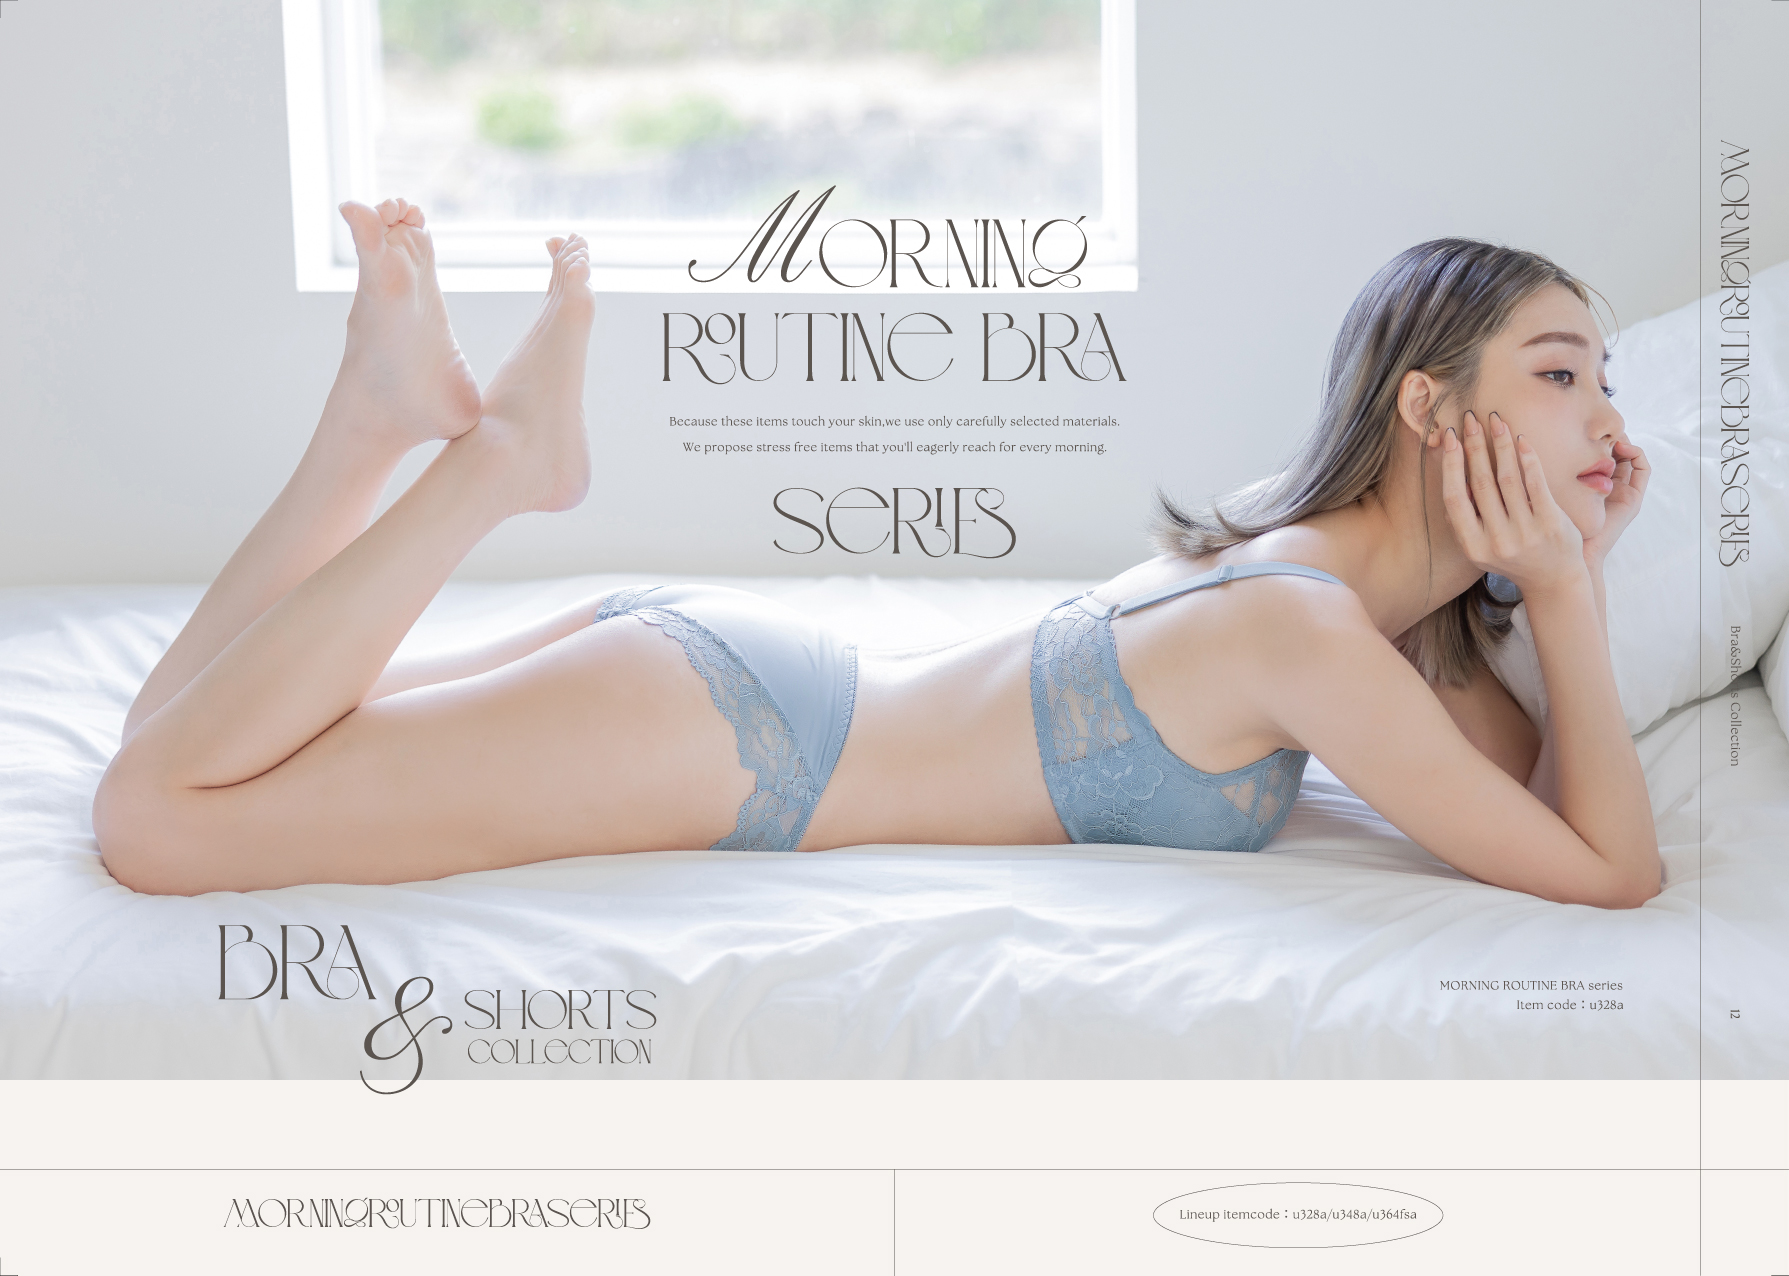 MORNING
ROUTINE BRA
Because these items touch your skin,we use only carefully selected materials.
We propose stress free items that you'll eagerly reach for every morning.
SERIES
BRA
&
SHORTS
COLLECTION
MORNING ROUTINE BRA series
Item code：u328a
MORNINGROUTINEBRASERIES
Bra&Shorts Collection
12
MORNINGROUTINEBRASERIES
Lineup itemcode：u328a/u348a/u364fsa